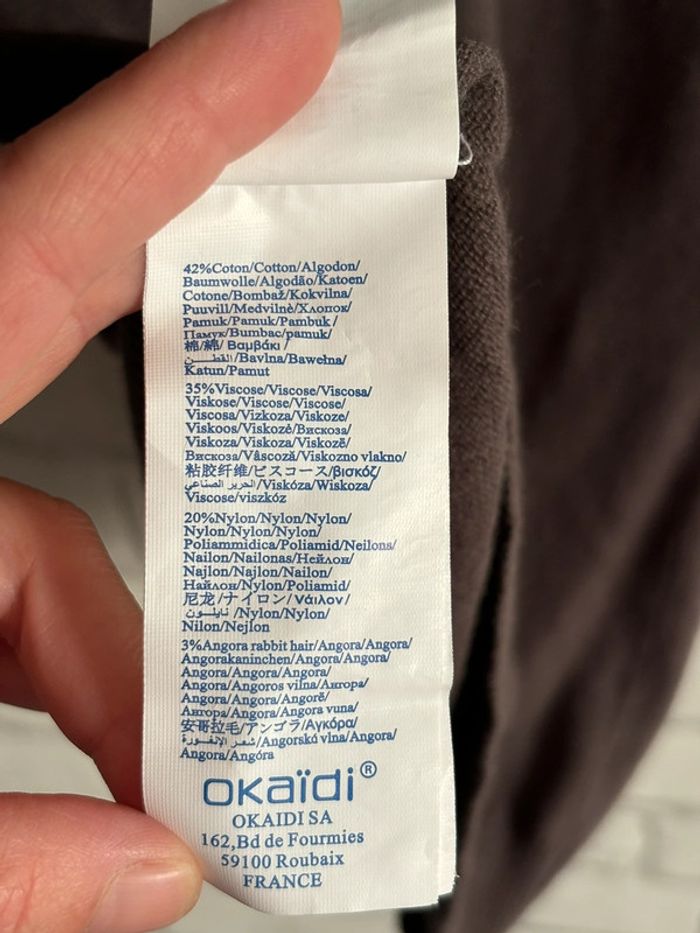 42%Coton/Cotton/Algodon/
Baumwolle/Algodão/Katoen/
Cotone/Bombaž/Kokvilna/
Puuvill/Medvilnė/Хлопок/
Pamuk/Pamuk/Pambuk/
Памук/Bumbac/pamuk/
棉/綿/ Βαμβάκι /
القطن/Bavlna/Bawełna/
Katun/Pamut
35%Viscose/Viscose/Viscosa/
Viskose/Viscose/Viscose/
Viscosa/Vizkoza/Viskoze/
Viskoos/Viskozė/Вискоза/
Viskoza/Viskoza/Viskozë/
Вискоза/Vâscoză/Viskozno vlakno/
粘胶纤维/ビスコース/βισκόζ/
الحرير الصناعي/Viskóza/Wiskoza/
Viscose/viszkóz
20%Nylon/Nylon/Nylon/
Nylon/Nylon/Nylon/
Poliammidica/Poliamid/Neilons/
Nailon/Nailonas/Нейлон/
Najlon/Najlon/Nailon/
Найлон/Nylon/Poliamid/
尼龙/ナイロン/νάιλον/
نايلون/Nylon/Nylon/
Nilon/Nejlon
3%Angora rabbit hair/Angora/Angora/
Angorakaninchen/Angora/Angora/
Angora/Angora/Angora/
Angora/Angoros vilna/Ангора/
Angora/Angora/Angorë/
Ангора/Angora/Angora vuna/
安哥拉毛/アンゴラ/Αγκόρα/
شعر الإنغورة/Angorská vlna/Angora/
Angora/Angóra
OKAÏDI®
OKAIDI SA
162,Bd de Fourmies
59100 Roubaix
FRANCE